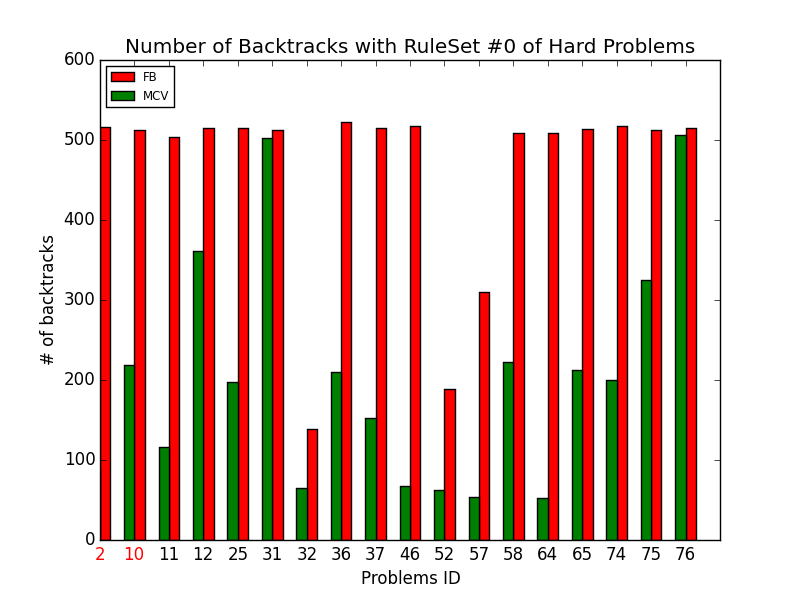 Number of Backtracks with RuleSet #0 of Hard Problems
FB
MCV
600
500
400
300
200
100
0
# of backtracks
2 10 11 12 25 31 32 36 37 46 52 57 58 64 65 74 75 76
Problems ID